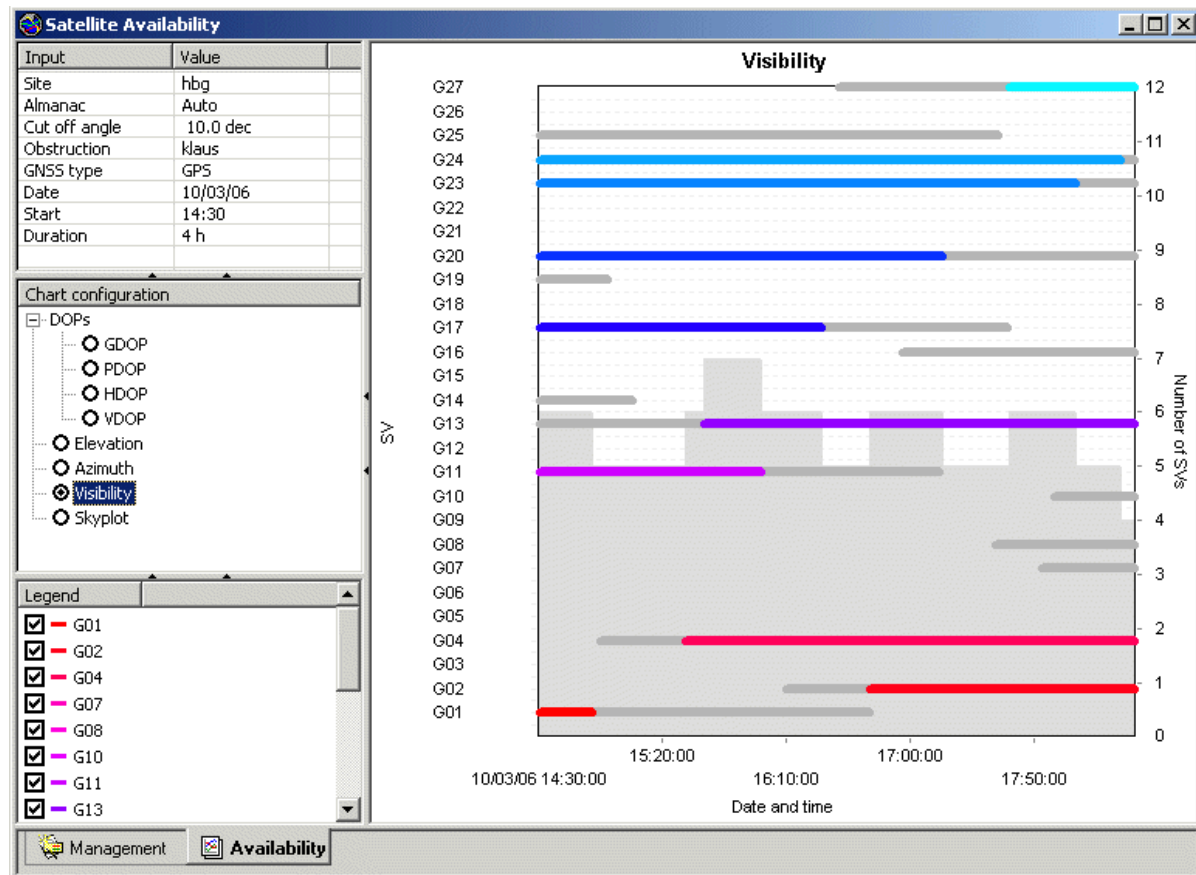 Satellite Availability
Input Value
Site hbg
Almanac Auto
Cut off angle 10.0 dec
Obstruction klaus
GNSS type GPS
Date 10/03/06
Start 14:30
Duration 4 h
Chart configuration
DOPs
GDOP
PDOP
HDOP
VDOP
Elevation
Azimuth
Visibility
Skyplot
Legend
G01
G02
G04
G07
G08
G10
G11
G13
Visibility
SV
G27
G26
G25
G24
G23
G22
G21
G20
G19
G18
G17
G16
G15
G14
G13
G12
G11
G10
G09
G08
G07
G06
G05
G04
G03
G02
G01
12
11
10
9
8
7
6
5
4
3
2
1
0
Number of SVs
15:20:00 17:00:00
10/03/06 14:30:00 16:10:00 17:50:00
Date and time
Management Availability